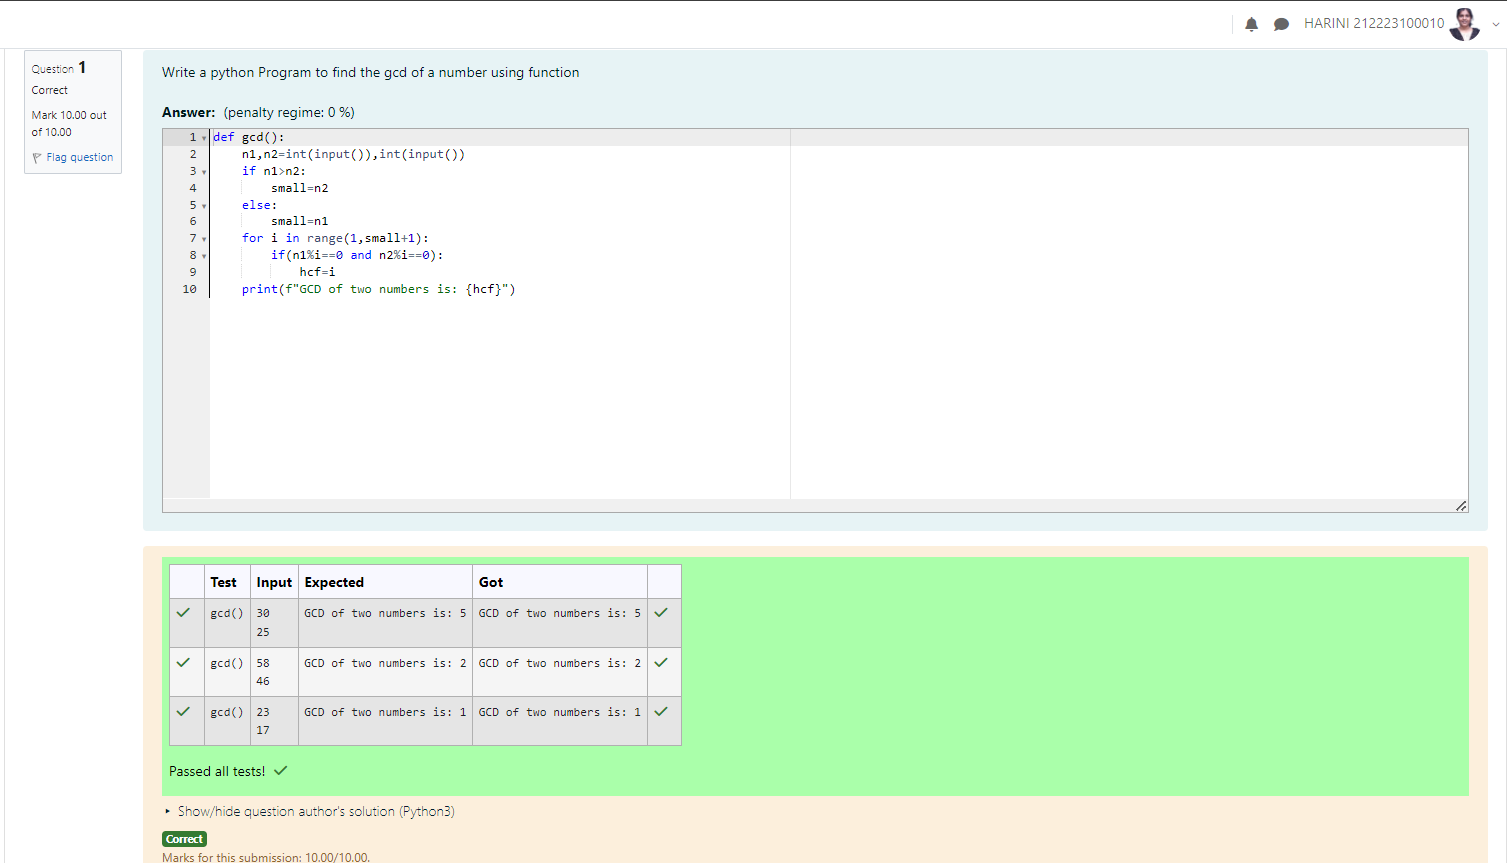 HARINI 212223100010
Question 1
Correct
Mark 10.00 out
of 10.00
Flag question
Write a python Program to find the gcd of a number using function
Answer: (penalty regime: 0 %)
1 def gcd():
2     n1,n2=int(input()),int(input())
3     if n1>n2:
4         small=n2
5     else:
6         small=n1
7     for i in range(1,small+1):
8         if(n1%i==0 and n2%i==0):
9             hcf=i
10     print(f"GCD of two numbers is: {hcf}")
Test Input Expected Got
gcd() 30 GCD of two numbers is: 5 GCD of two numbers is: 5
25
gcd() 58 GCD of two numbers is: 2 GCD of two numbers is: 2
46
gcd() 23 GCD of two numbers is: 1 GCD of two numbers is: 1
17
Passed all tests!
Show/hide question author's solution (Python3)
Correct
Marks for this submission: 10.00/10.00.